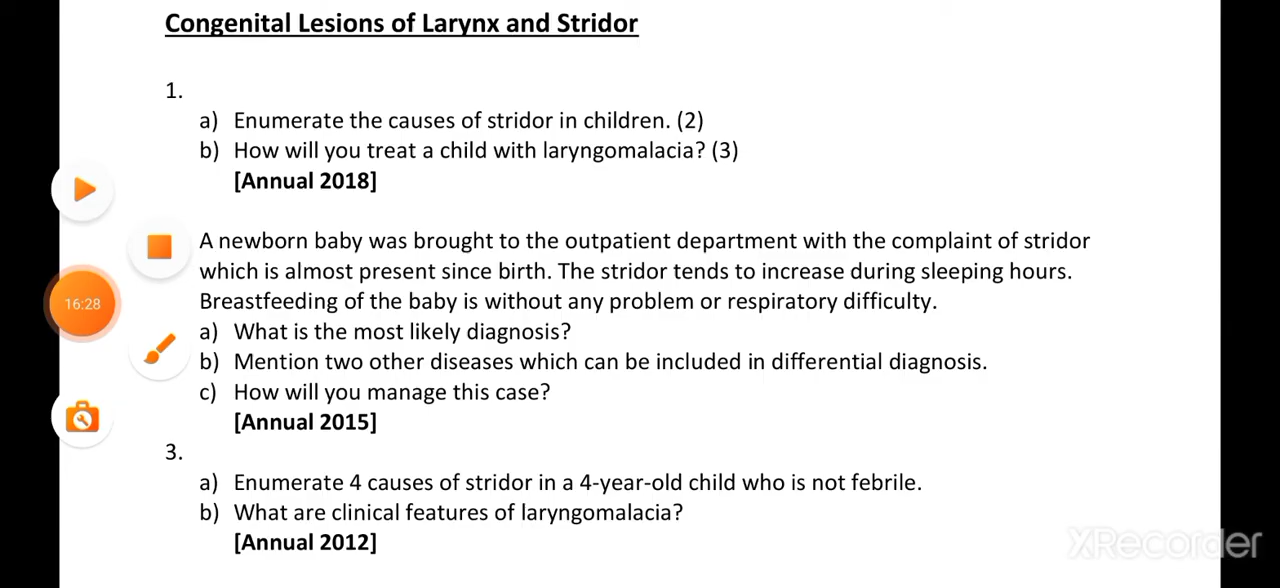 Congenital Lesions of Larynx and Stridor
1.
a) Enumerate the causes of stridor in children. (2)
b) How will you treat a child with laryngomalacia? (3)
[Annual 2018]
A newborn baby was brought to the outpatient department with the complaint of stridor
which is almost present since birth. The stridor tends to increase during sleeping hours.
Breastfeeding of the baby is without any problem or respiratory difficulty.
16:28
a) What is the most likely diagnosis?
b) Mention two other diseases which can be included in differential diagnosis.
c) How will you manage this case?
[Annual 2015]
3.
a) Enumerate 4 causes of stridor in a 4-year-old child who is not febrile.
b) What are clinical features of laryngomalacia?
[Annual 2012]
XRecorder